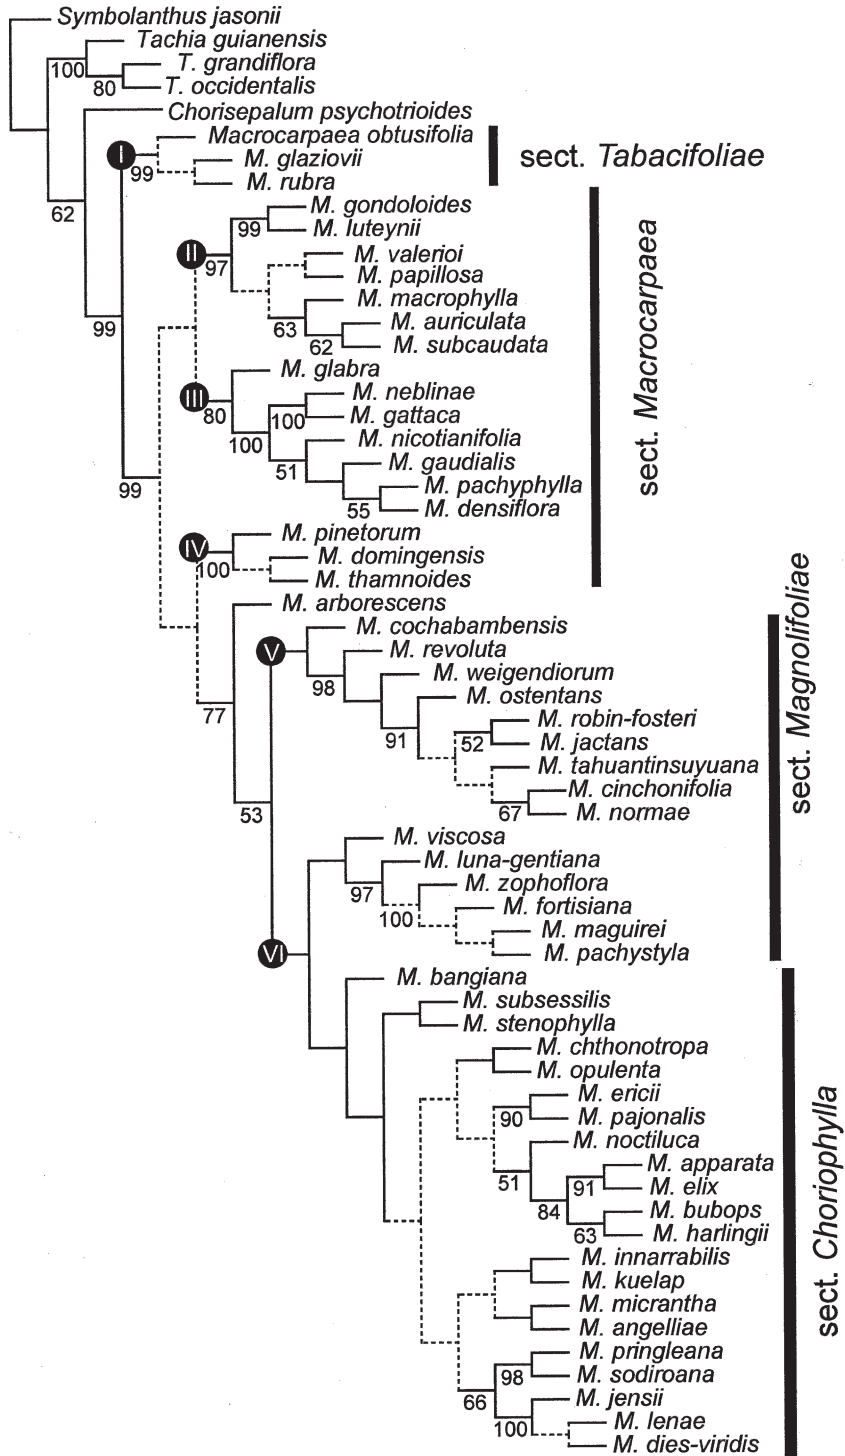 Symbolanthus jasonii
Tachia guianensis
100
T. grandiflora
80
T. occidentalis
Chorisepalum psychotrioides
Macrocarpaea obtusifolia
I
99
M. glaziovii
M. rubra
sect. Tabacifoliae
62
M. gondoloides
99
M. luteynii
II
97
M. valerioi
M. papillosa
M. macrophylla
63
M. auriculata
62
M. subcaudata
99
M. glabra
III
80
M. neblinae
100
M. gattaca
100
M. nicotianifolia
51
M. gaudialis
M. pachyphylla
55
M. densiflora
sect. Macrocarpaea
99
M. pinetorum
IV
100
M. domingensis
M. thamnoides
M. arborescens
77
M. cochabambensis
V
98
M. revoluta
M. weigendiorum
91
M. ostentans
M. robin-fosteri
52
M. jactans
M. tahuantinsuyuana
M. cinchonifolia
67
M. normae
53
M. viscosa
97
M. luna-gentiana
100
M. zophoflora
M. fortisiana
M. maguirei
M. pachystyla
sect. Magnolifoliae
VI
M. bangiana
M. subsessilis
M. stenophylla
M. chthonotropa
M. opulenta
M. ericii
90
M. pajonalis
M. noctiluca
51
M. apparata
91
M. elix
84
M. bubops
63
M. harlingii
M. innarrabilis
M. kuelap
M. micrantha
M. angelliae
M. pringleana
98
M. sodiroana
66
M. jensii
100
M. lenae
M. dies-viridis
sect. Choriophylla